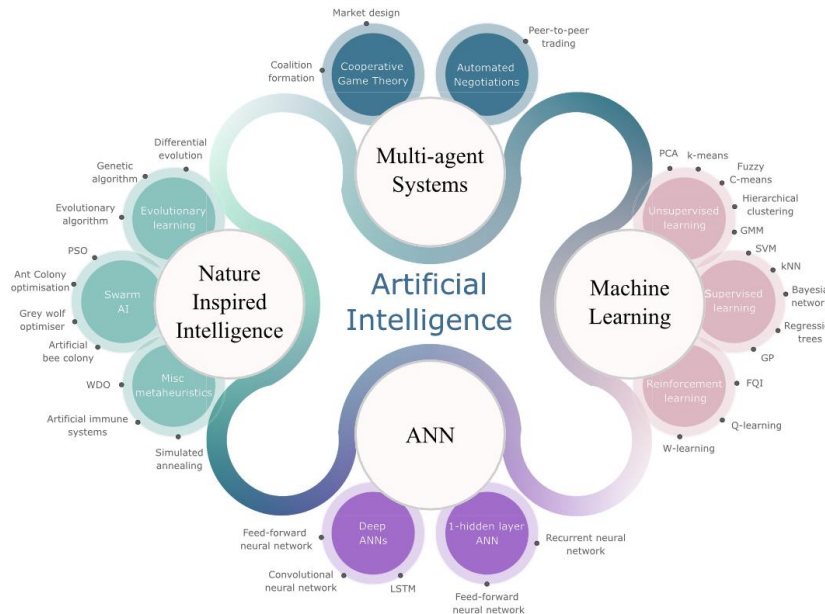 Market design
Peer-to-peer
trading
Coalition
formation
Cooperative
Game Theory
Automated
Negotiations
Multi-agent
Systems
Differential
evolution
Genetic
algorithm
Evolutionary
algorithm
Evolutionary
learning
PSO
Ant Colony
optimisation
Grey wolf
optimiser
Artificial
bee colony
Swarm
AI
WDO
Artificial immune
systems
Simulated
annealing
Misc
metaheuristics
Nature
Inspired
Intelligence
Artificial
Intelligence
Machine
Learning
PCA
k-means
Fuzzy
C-means
Hierarchical
clustering
GMM
Unsupervised
learning
SVM
kNN
Bayesia
network
Regressi
trees
GP
Supervised
learning
FQI
Q-learning
W-learning
Reinforcement
learning
ANN
Deep
ANNs
1-hidden layer
ANN
Feed-forward
neural network
Convolutional
neural network
LSTM
Recurrent neural
network
Feed-forward
neural network